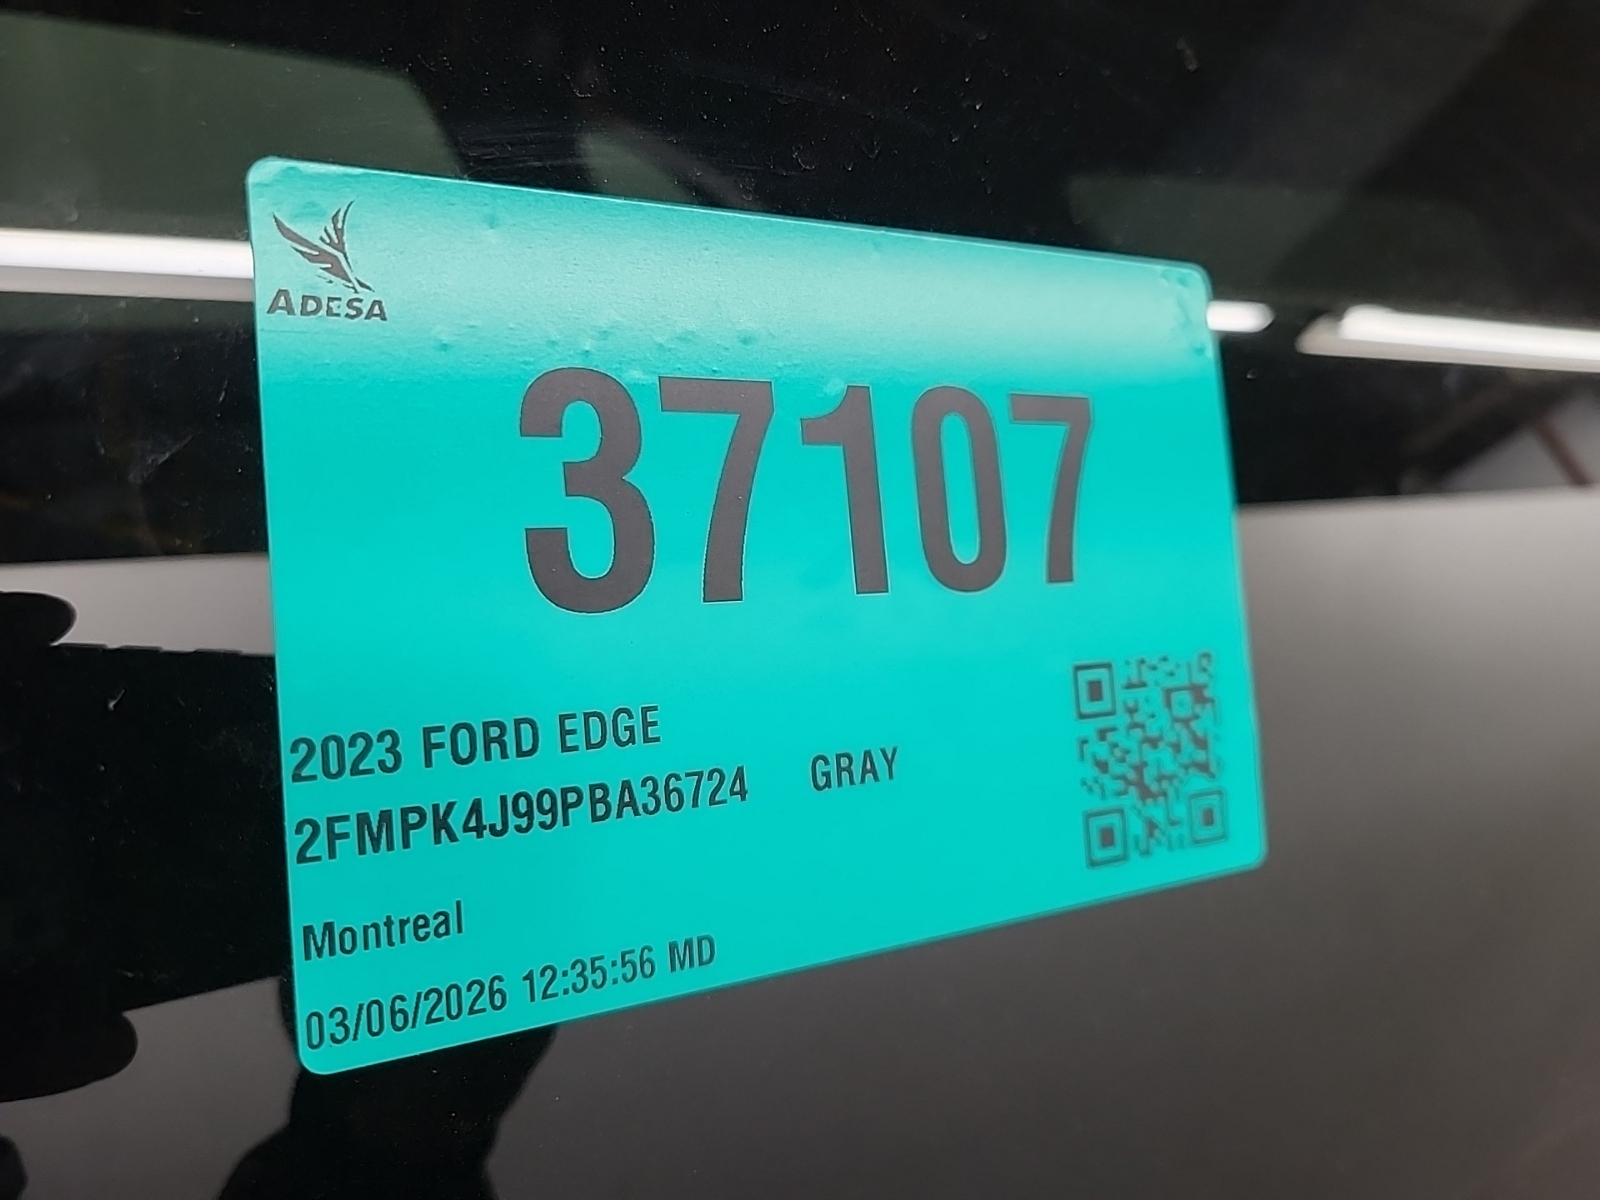 ADESA
37107
2023 FORD EDGE
2FMPK4J99PBA36724 GRAY
Montreal
03/06/2026 12:35:56 MD